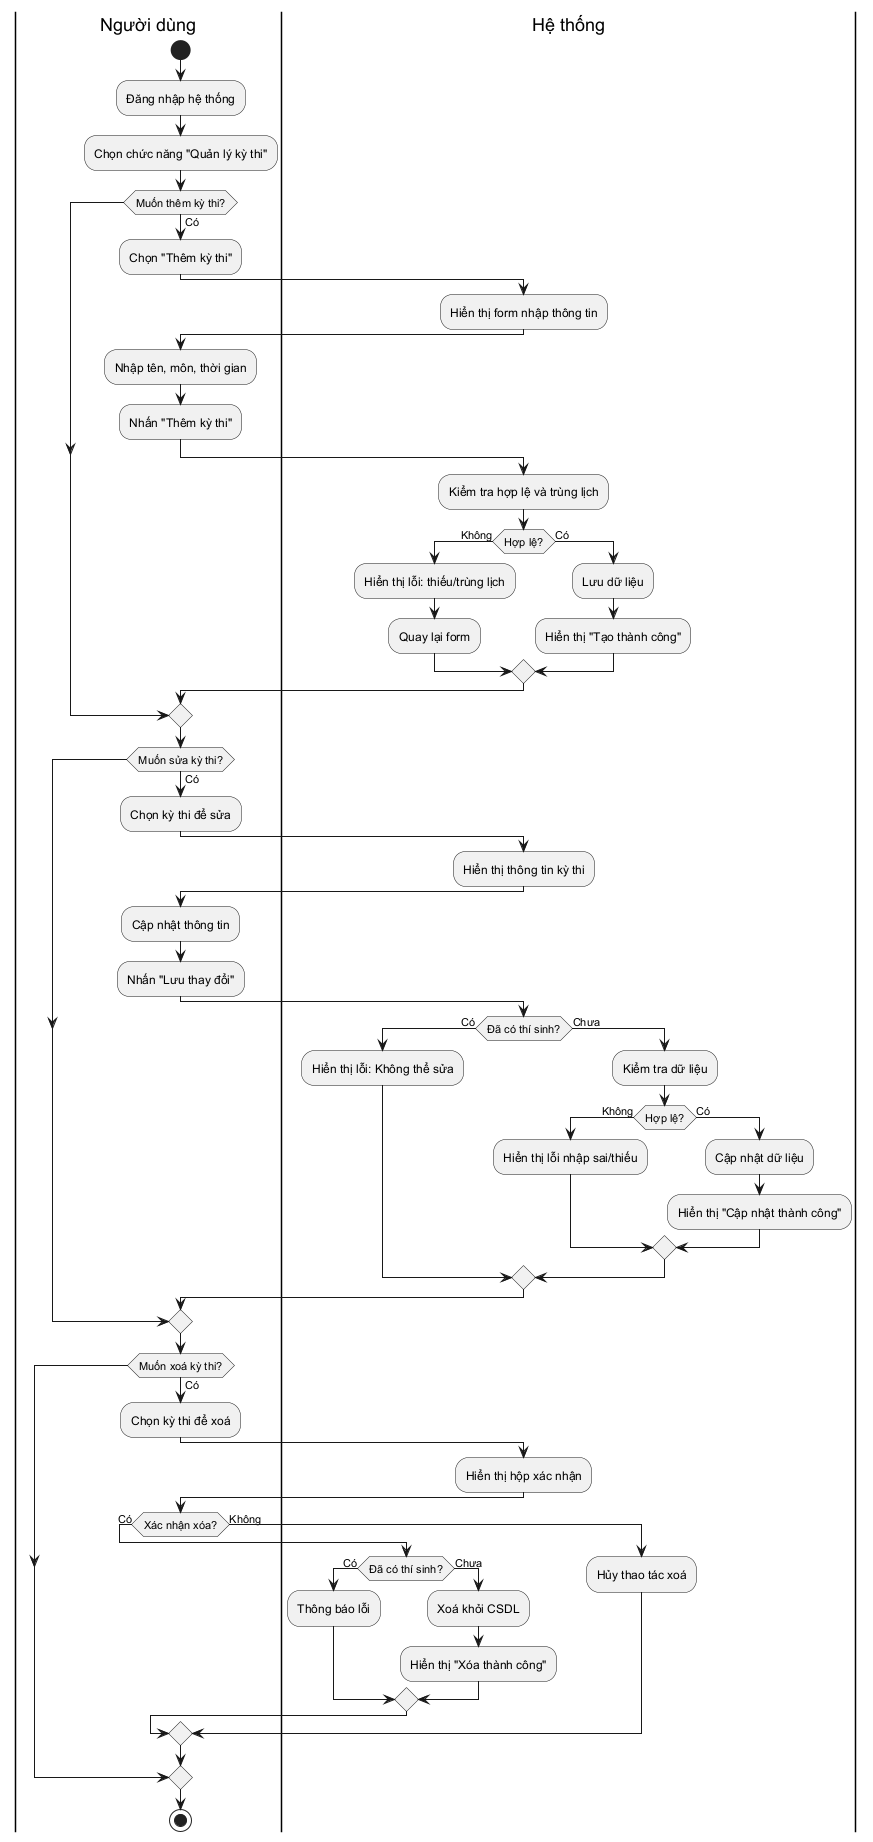 Người dùng
Hệ thống
Đăng nhập hệ thống
Chọn chức năng "Quản lý kỳ thi"
Muốn thêm kỳ thi?
Có
Chọn "Thêm kỳ thi"
Hiển thị form nhập thông tin
Nhập tên, môn, thời gian
Nhấn "Thêm kỳ thi"
Kiểm tra hợp lệ và trùng lịch
Không
Hợp lệ?
Có
Hiển thị lỗi: thiếu/trùng lịch
Lưu dữ liệu
Quay lại form
Hiển thị "Tạo thành công"
Muốn sửa kỳ thi?
Có
Chọn kỳ thi để sửa
Hiển thị thông tin kỳ thi
Cập nhật thông tin
Nhấn "Lưu thay đổi"
Có
Đã có thí sinh?
Chưa
Hiển thị lỗi: Không thể sửa
Kiểm tra dữ liệu
Không
Hợp lệ?
Có
Hiển thị lỗi nhập sai/thiếu
Cập nhật dữ liệu
Hiển thị "Cập nhật thành công"
Muốn xoá kỳ thi?
Có
Chọn kỳ thi để xoá
Hiển thị hộp xác nhận
Có
Xác nhận xóa?
Không
Có
Đã có thí sinh?
Chưa
Hủy thao tác xoá
Thông báo lỗi
Xoá khỏi CSDL
Hiển thị "Xóa thành công"